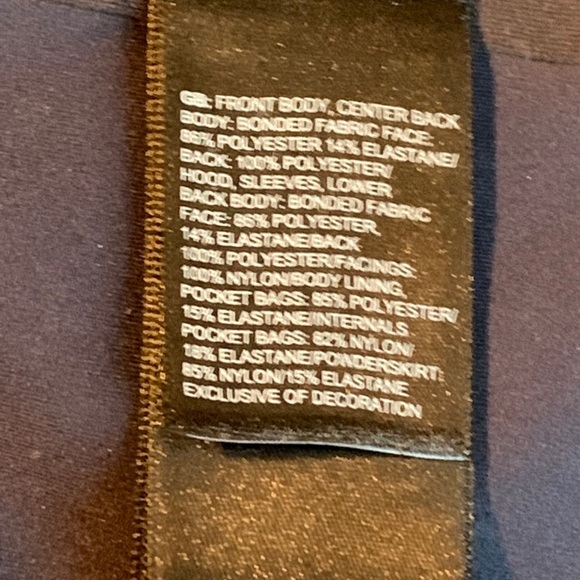 GB: FRONT BODY, CENTER BACK
BODY: BONDED FABRIC FACE:
86% POLYESTER 14% ELASTANE/
BACK: 100% POLYESTER/
HOOD, SLEEVES, LOWER
BACK BODY: BONDED FABRIC
FACE: 86% POLYESTER,
14% ELASTANE/BACK
100% POLYESTER/FACINGS:
100% NYLON/BODY LINING,
POCKET BAGS: 85% POLYESTER/
15% ELASTANE/INTERNALS
POCKET BAGS: 82% NYLON/
18% ELASTANE/POWDERSKIRT:
85% NYLON/15% ELASTANE
EXCLUSIVE OF DECORATION